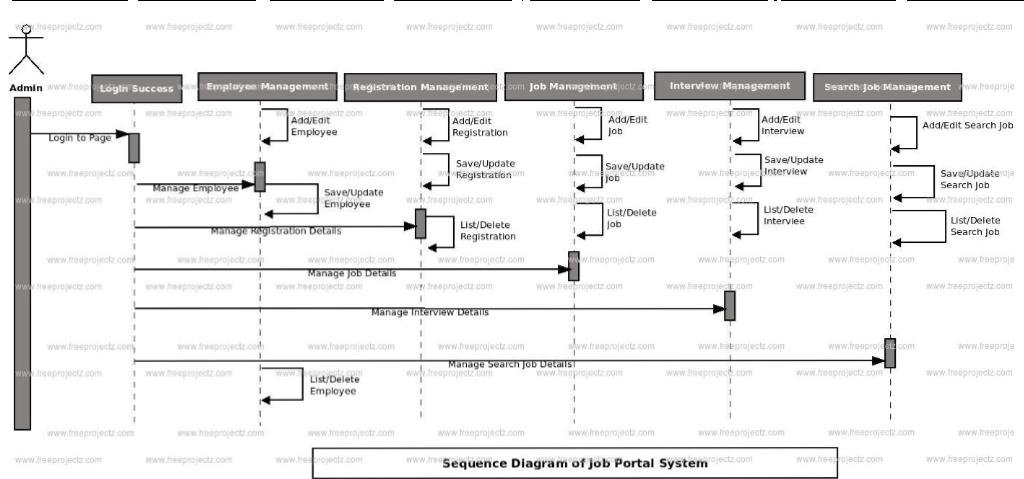 Admin
Login Success
Employee Management
Registration Management
Job Management
Interview Management
Search Job Management
Login to Page
Add/Edit
Employee
Add/Edit
Registration
Add/Edit
Job
Add/Edit
Interview
Add/Edit Search Job
Manage Employee
Save/Update
Employee
Save/Update
Registration
Save/Update
Job
Save/Update
Interview
Save/Update
Search Job
Manage Registration Details
List/Delete
Registration
List/Delete
Job
List/Delete
Interviee
List/Delete
Search Job
Manage Job Details
Manage Interview Details
Manage Search Job Details
List/Delete
Employee
Sequence Diagram of Job Portal System
www.freeprojectz.com